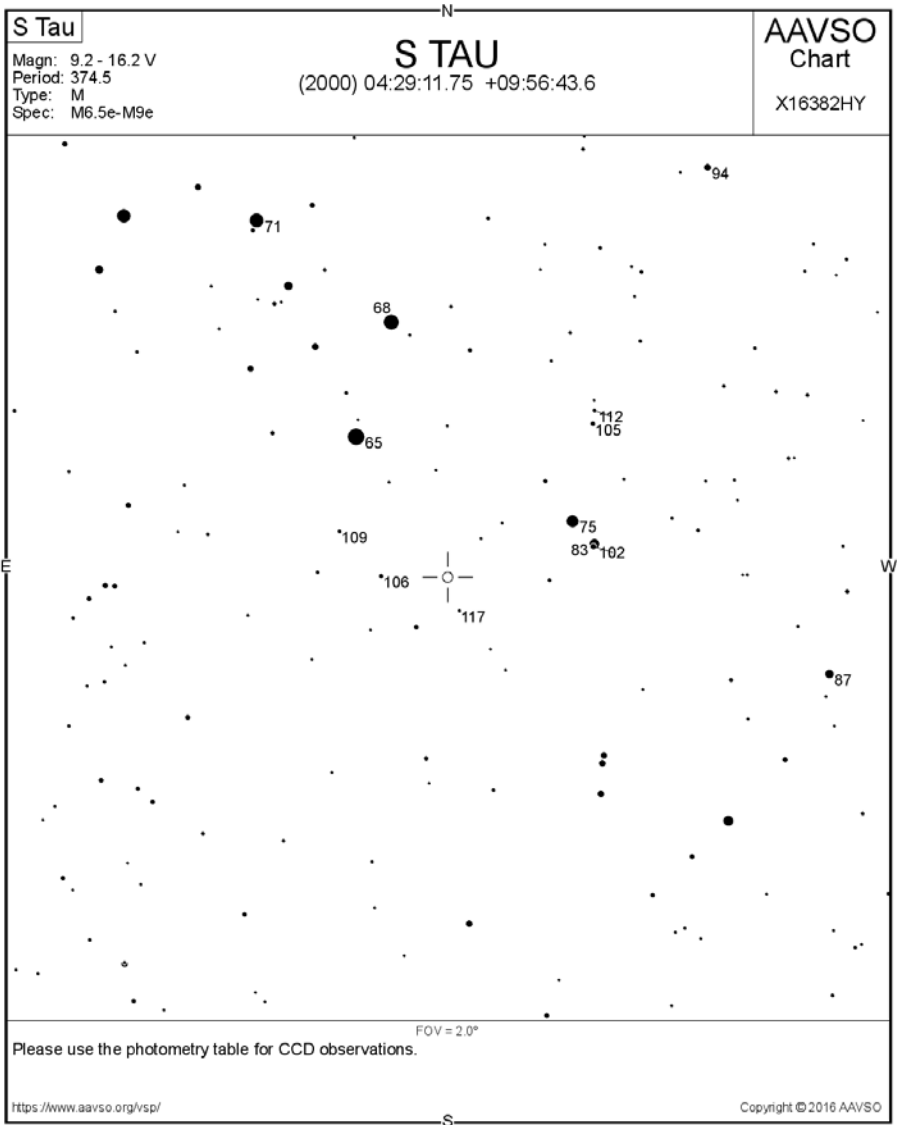 N
S Tau
Magn: 9.2 - 16.2 V
Period: 374.5
Type: M
Spec: M6.5e-M9e
S TAU
(2000) 04:29:11.75 +09:56:43.6
AAVSO
Chart
X16382HY
94
71
68
112
105
65
75
109
83 102
E
W
106
117
87
FOV = 2.0°
Please use the photometry table for CCD observations.
https://www.aavso.org/vsp/
Copyright © 2016 AAVSO
S